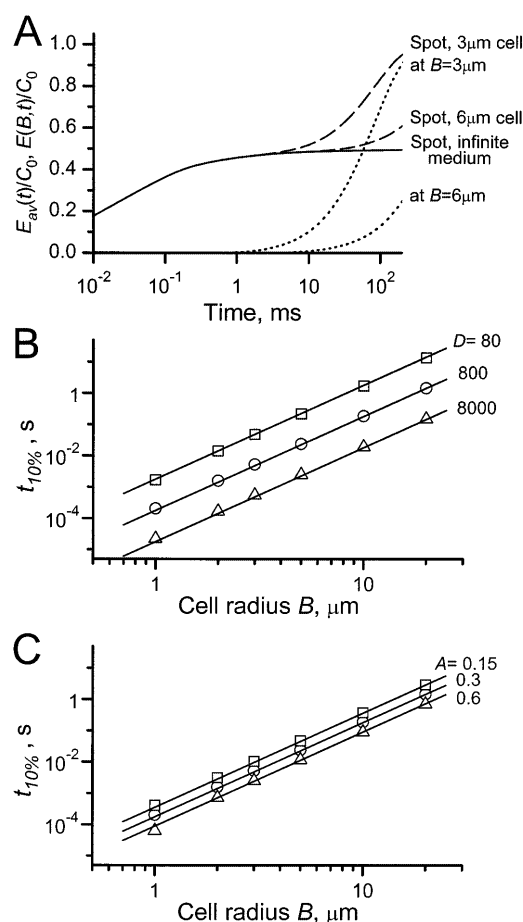 A
E_av(t)/C_0, E(B,t)/C_0
1.0
0.8
0.6
0.4
0.2
0.0
Spot, 3μm cell
at B=3μm
Spot, 6μm cell
Spot, infinite
medium
at B=6μm
10^-2
10^-1
1
10
10^2
Time, ms
B
t_10% , s
1
10^-2
10^-4
D= 80
800
8000
1
10
Cell radius B, μm
C
t_10% , s
1
10^-2
10^-4
A= 0.15
0.3
0.6
1
10
Cell radius B, μm